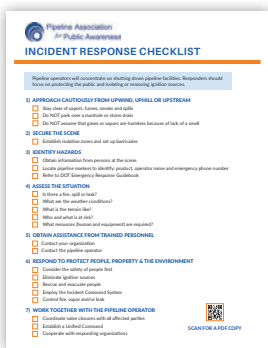 Pipeline Association
for Public Awareness
INCIDENT RESPONSE CHECKLIST
Pipeline operators will concentrate on shutting down pipeline facilities. Responders should
focus on protecting the public and isolating or removing ignition sources.
1) APPROACH CAUTIOUSLY FROM UPWIND, UPHILL OR UPSTREAM
Stay clear of vapors, fumes, smoke and spills
Do NOT park over a manhole or storm drain
Do NOT assume that gases or vapors are harmless because of lack of a smell
2) SECURE THE SCENE
Establish isolation zones and set up barricades
3) IDENTIFY HAZARDS
Obtain information from persons at the scene
Locate pipeline markers to identify: product, operator name and emergency phone number
Refer to DOT Emergency Response Guidebook
4) ASSESS THE SITUATION
Is there a fire, spill or leak?
What are the weather conditions?
What is the terrain like?
Who and what is at risk?
What resources (human and equipment) are required?
5) OBTAIN ASSISTANCE FROM TRAINED PERSONNEL
Contact your organization
Contact the pipeline operator
6) RESPOND TO PROTECT PEOPLE, PROPERTY & THE ENVIRONMENT
Consider the safety of people first
Eliminate ignition sources
Rescue and evacuate people
Employ the Incident Command System
Control fire, vapor and/or leak
7) WORK TOGETHER WITH THE PIPELINE OPERATOR
Coordinate valve closures with all affected parties
Establish a Unified Command
Cooperate with responding organizations
SCAN FOR A PDF COPY